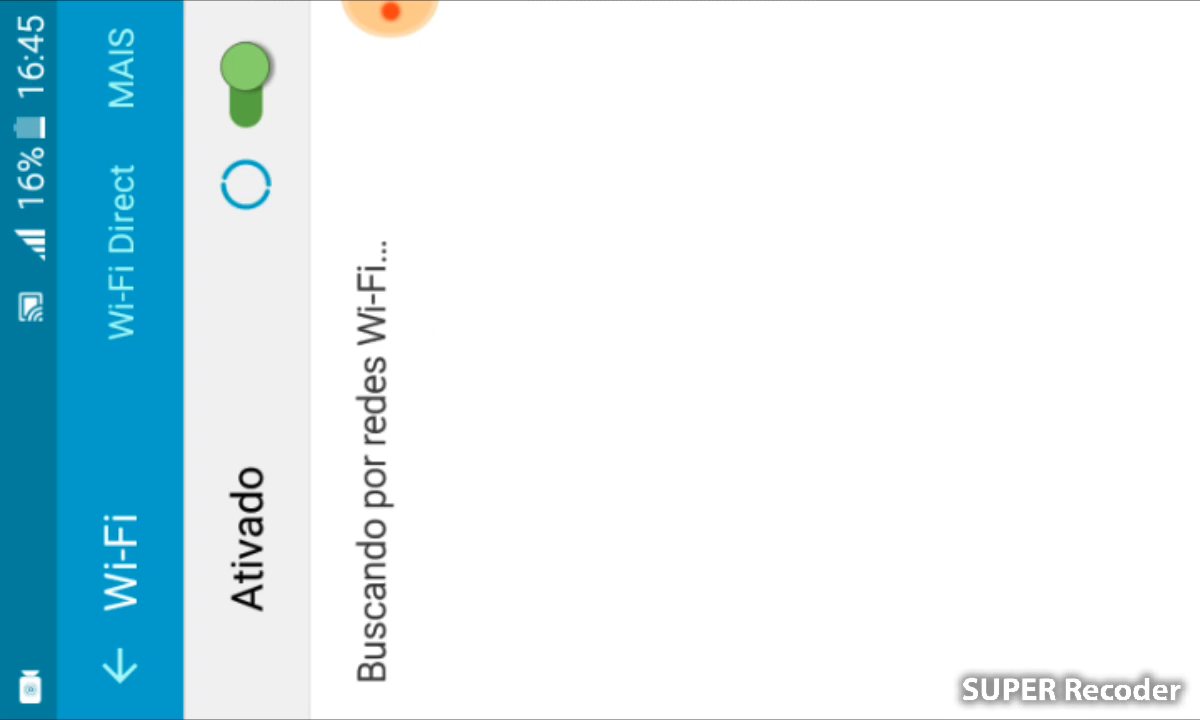 16% 16:45
Wi-Fi Wi-Fi Direct MAIS
Ativado
Buscando por redes Wi-Fi...
SUPER Recoder